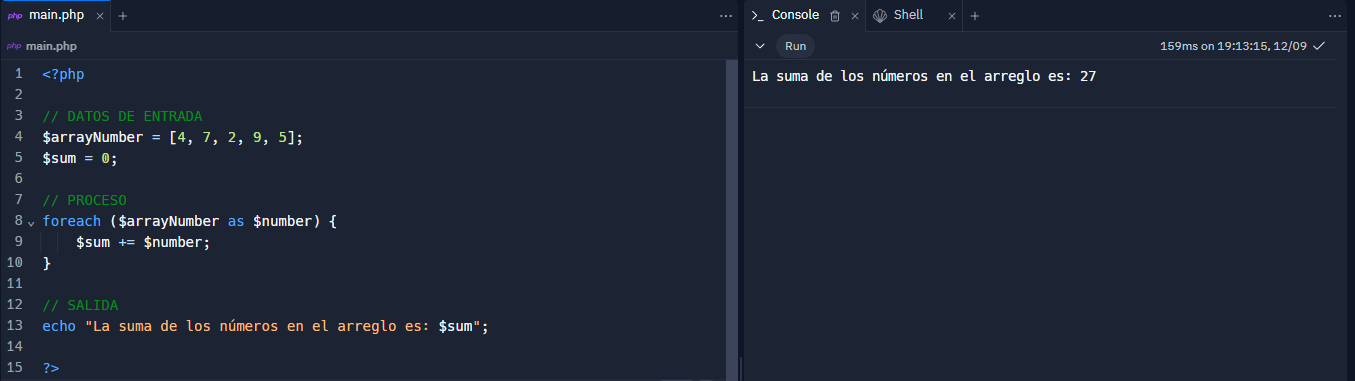 php main.php × +
php main.php
1 <?php
2
3 // DATOS DE ENTRADA
4 $arrayNumber = [4, 7, 2, 9, 5];
5 $sum = 0;
6
7 // PROCESO
8 foreach ($arrayNumber as $number) {
9     $sum += $number;
10 }
11
12 // SALIDA
13 echo "La suma de los números en el arreglo es: $sum";
14
15 ?>
>_ Console × Shell × +
Run 159ms on 19:13:15, 12/09
La suma de los números en el arreglo es: 27